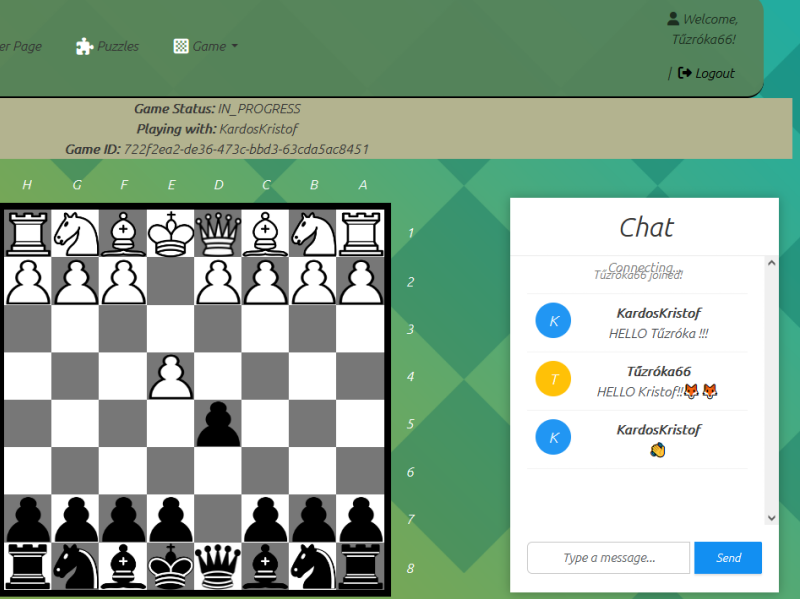 er Page
Puzzles
Game
Welcome,
Tűzróka66!
| Logout
Game Status: IN_PROGRESS
Playing with: KardosKristof
Game ID: 722f2ea2-de36-473c-bbd3-63cda5ac8451
H G F E D C B A
1
2
3
4
5
6
7
8
Chat
Connecting...
Tűzróka66 joined!
K
KardosKristof
HELLO Tűzróka !!!
T
Tűzróka66
HELLO Kristof!!🦊🦊
K
KardosKristof
👏
Type a message...
Send